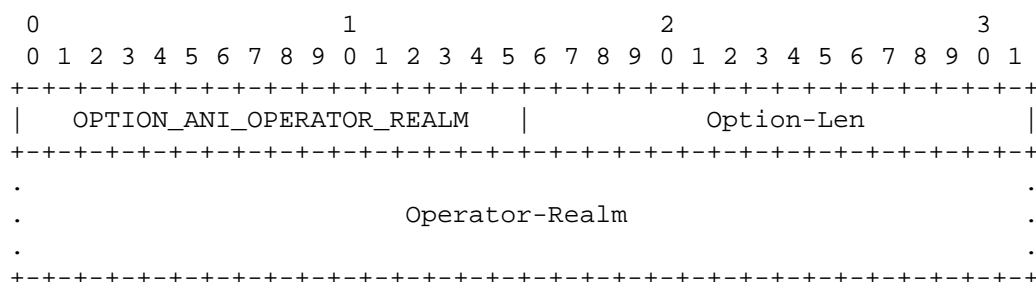 0                   1                   2                   3
 0 1 2 3 4 5 6 7 8 9 0 1 2 3 4 5 6 7 8 9 0 1 2 3 4 5 6 7 8 9 0 1
+-+-+-+-+-+-+-+-+-+-+-+-+-+-+-+-+-+-+-+-+-+-+-+-+-+-+-+-+-+-+-+-+
|   OPTION_ANI_OPERATOR_REALM   |           Option-Len          |
+-+-+-+-+-+-+-+-+-+-+-+-+-+-+-+-+-+-+-+-+-+-+-+-+-+-+-+-+-+-+-+-+
.                                                               .
.                        Operator-Realm                         .
.                                                               .
+-+-+-+-+-+-+-+-+-+-+-+-+-+-+-+-+-+-+-+-+-+-+-+-+-+-+-+-+-+-+-+-+